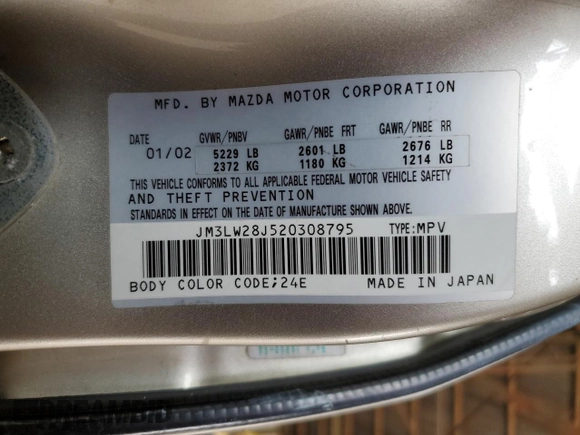 MFD. BY MAZDA MOTOR CORPORATION
DATE GVWR/PNBV GAWR/PNBE FRT GAWR/PNBE RR
01/02 5229 LB 2601 LB 2676 LB
2372 KG 1180 KG 1214 KG
THIS VEHICLE CONFORMS TO ALL APPLICABLE FEDERAL MOTOR VEHICLE SAFETY
AND THEFT PREVENTION
STANDARDS IN EFFECT ON THE DATE OF MANUFACTURE SHOWN ABOVE.
JM3LW28J520308795 TYPE:MPV
BODY COLOR CODE;24E MADE IN JAPAN